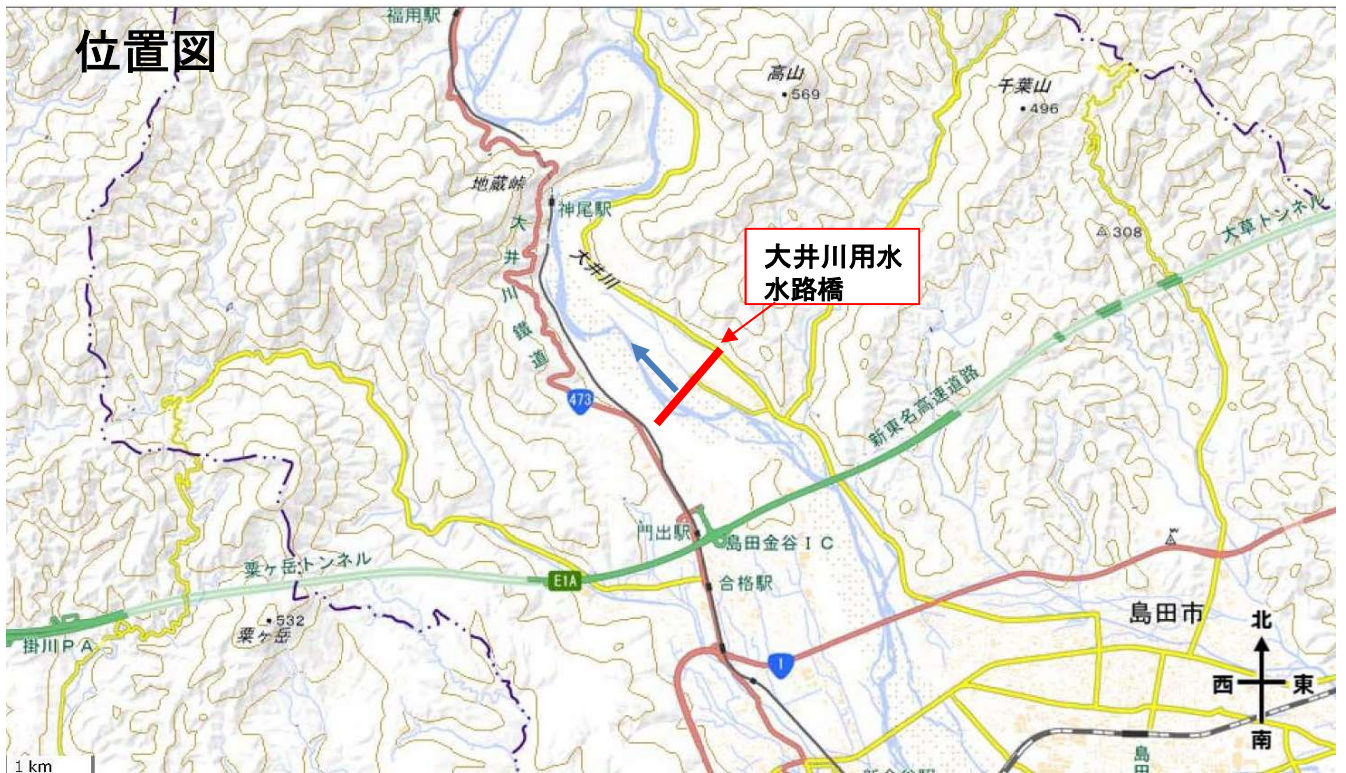 位置図
福用駅
高山
・569
千葉山
・496
地蔵峠
神尾駅
大井川鐵道
大井川
大井川用水
水路橋
308
大草トンネル
473
新東名高速道路
門出駅
島田金谷IC
粟ヶ岳トンネル
E1A
合格駅
・532
粟ヶ岳
掛川PA
島田市
1
北
西
東
南
1 km
島田